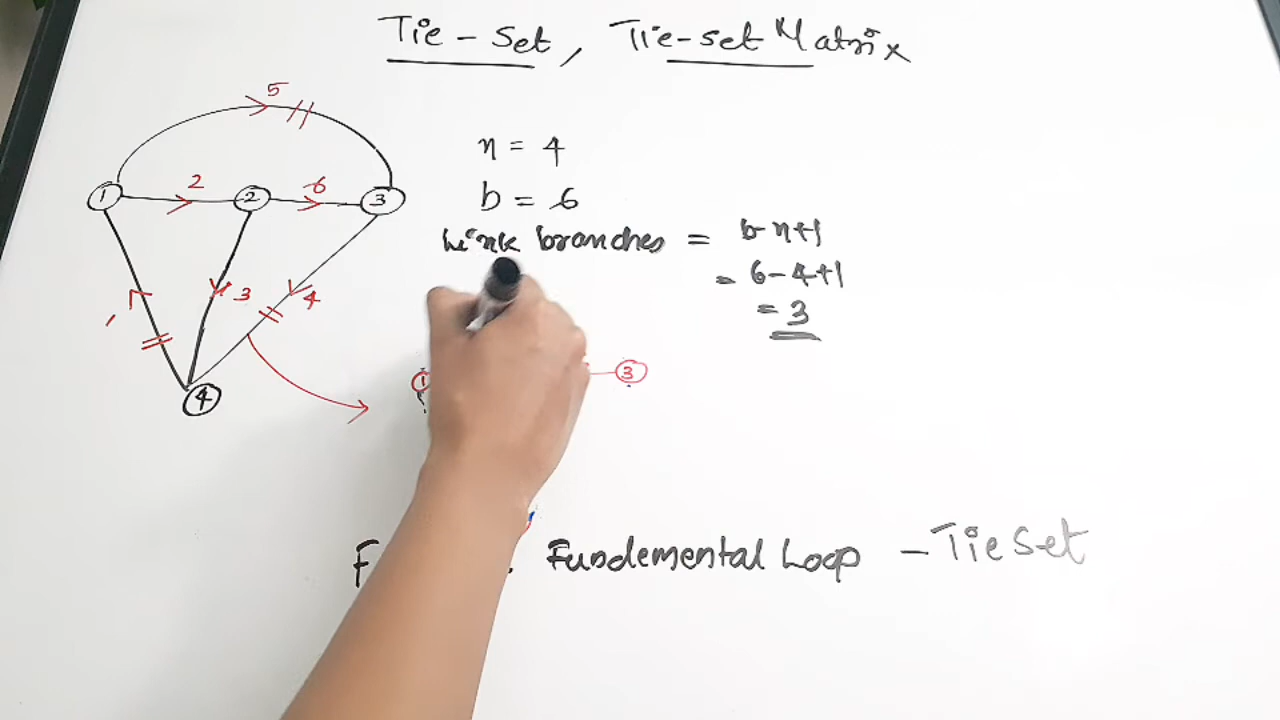 Tie-Set, Tie-set Matrix
5
n = 4
b = 6
1 2 2 6 3
Link branches = b-n+1
= 6-4+1
= 3
1 3 4
4
1 3
Fundemental Loop - Tie Set